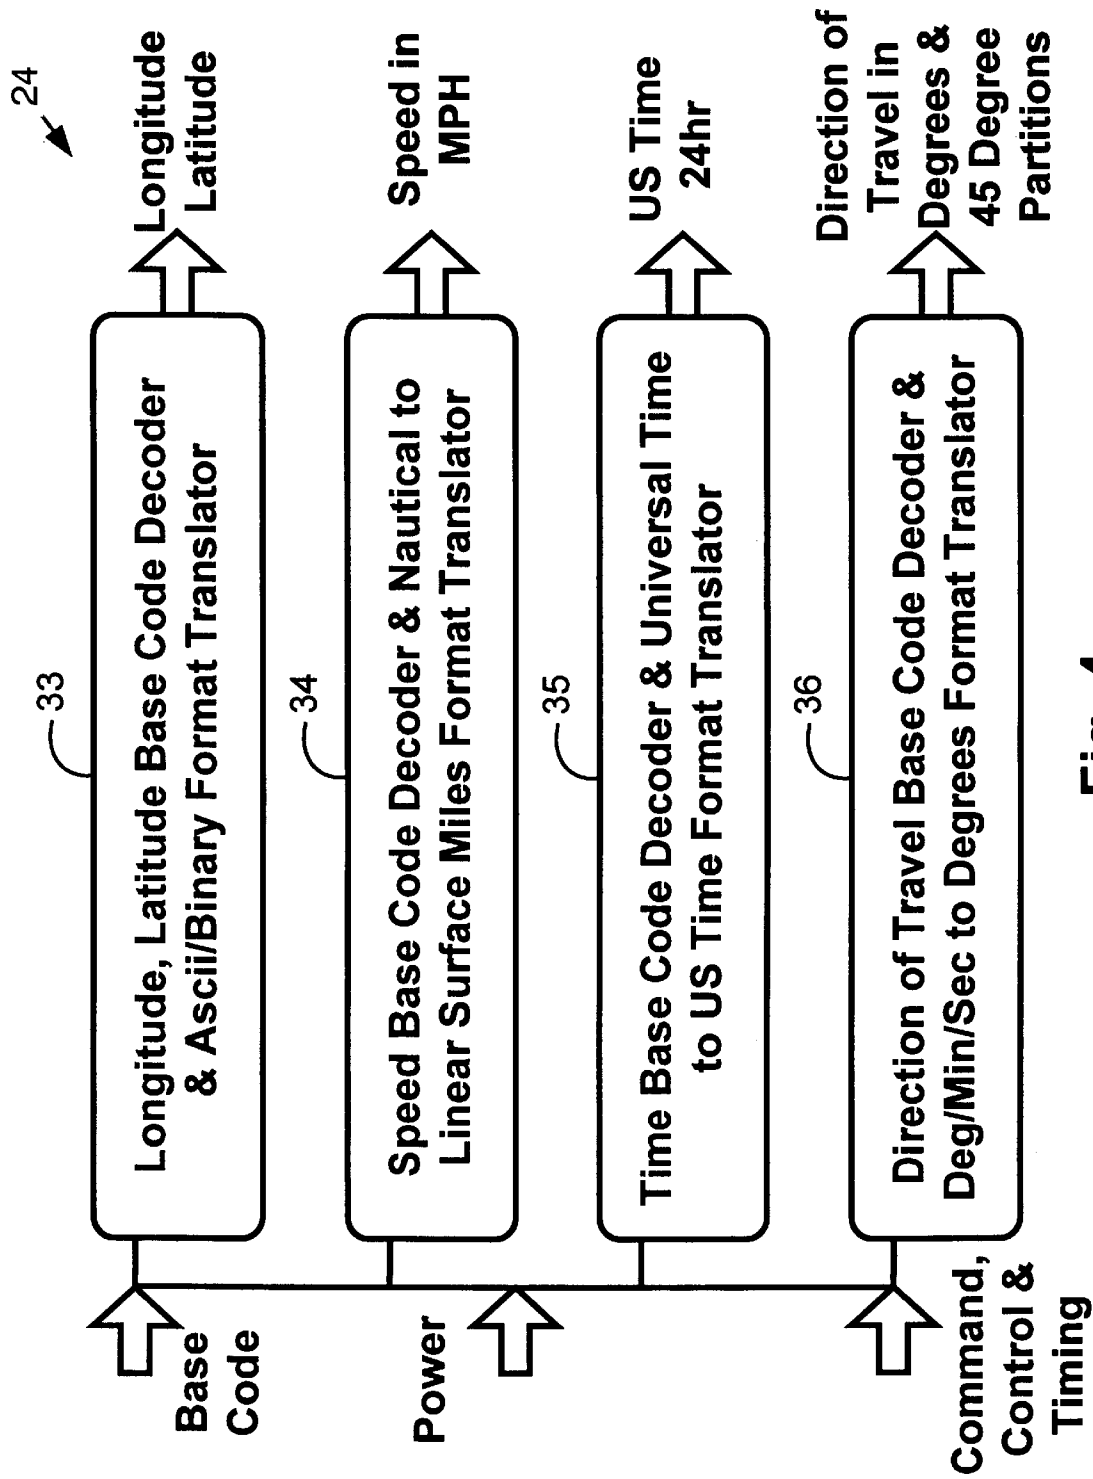 24
33
Longitude, Latitude Base Code Decoder
& Ascii/Binary Format Translator
Longitude
Latitude
34
Speed Base Code Decoder & Nautical to
Linear Surface Miles Format Translator
Speed in
MPH
35
Time Base Code Decoder & Universal Time
to US Time Format Translator
US Time
24hr
36
Direction of Travel Base Code Decoder &
Deg/Min/Sec to Degrees Format Translator
Direction of
Travel in
Degrees &
45 Degree
Partitions
Base
Code
Power
Command,
Control &
Timing